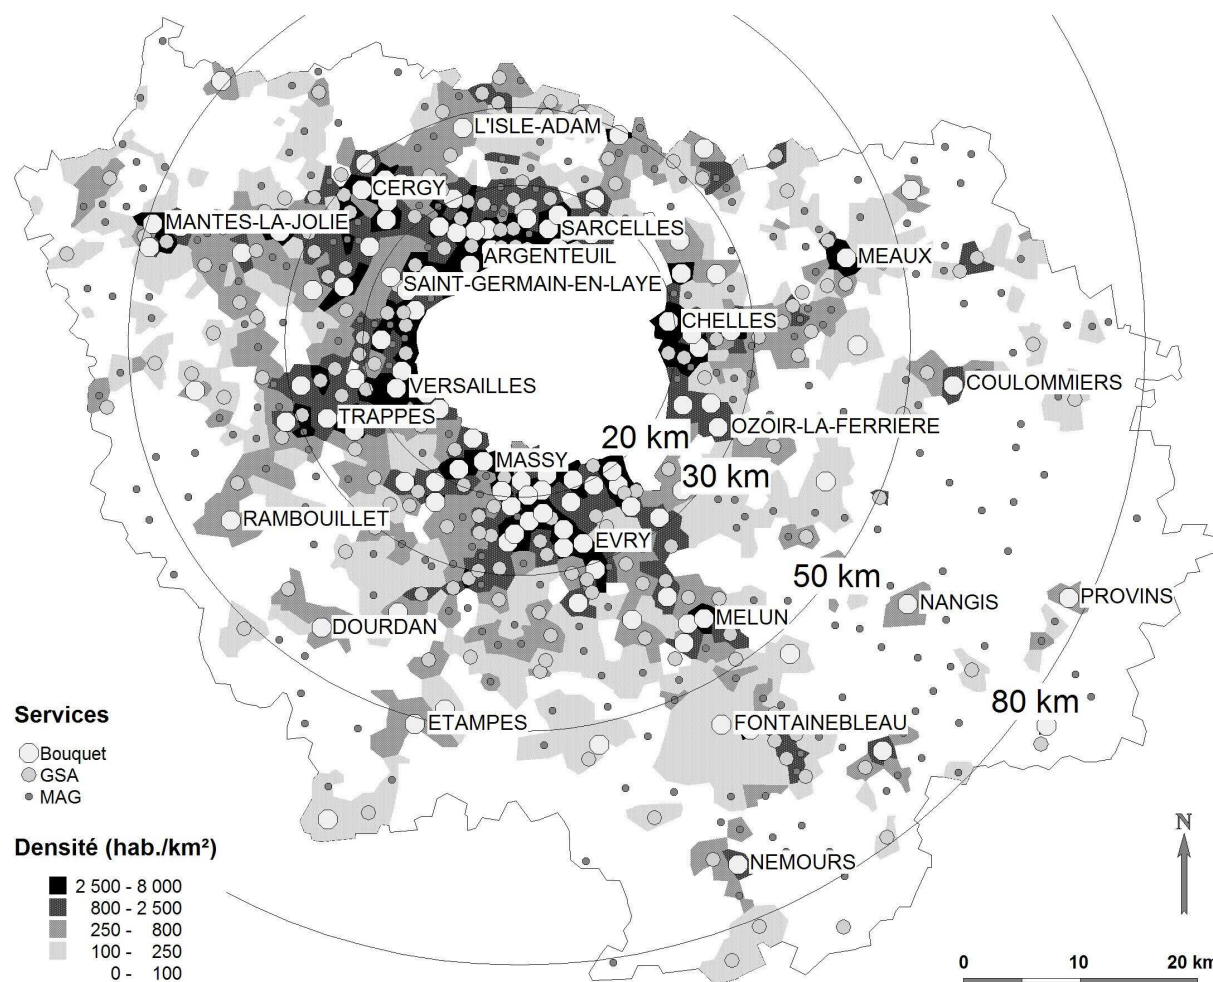 L'ISLE-ADAM
CERGY
MANTES-LA-JOLIE
SARCELLES
ARGENTEUIL
MEAUX
SAINT-GERMAIN-EN-LAYE
CHELLES
VERSAILLES
COULOMMIERS
TRAPPES
OZOIR-LA-FERRIERE
20 km
MASSY
30 km
RAMBOUILLET
EVRY
50 km
PROVINS
NANGIS
MELUN
DOURDAN
80 km
Services
ETAMPES
FONTAINEBLEAU
Bouquet
GSA
MAG
N
Densité (hab./km²)
NEMOURS
2 500 - 8 000
800 - 2 500
250 - 800
100 - 250
0 - 100
0 10 20 km